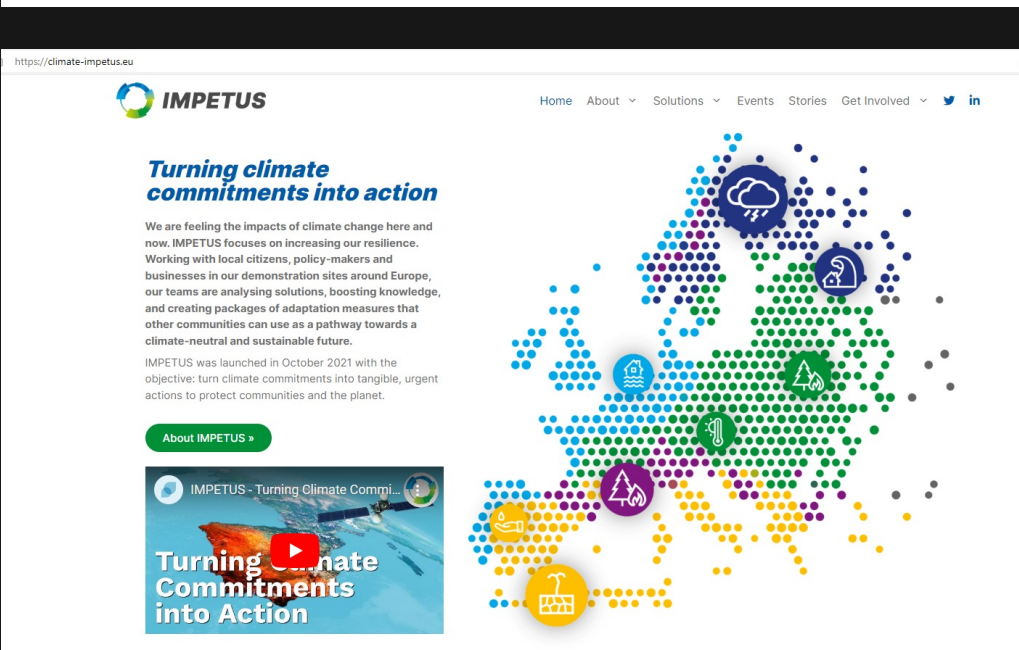 https://climate-impetus.eu
IMPETUS
Home About Solutions Events Stories Get Involved
Turning climate
commitments into action
We are feeling the impacts of climate change here and
now. IMPETUS focuses on increasing our resilience.
Working with local citizens, policy-makers and
businesses in our demonstration sites around Europe,
our teams are analysing solutions, boosting knowledge,
and creating packages of adaptation measures that
other communities can use as a pathway towards a
climate-neutral and sustainable future.
IMPETUS was launched in October 2021 with the
objective: turn climate commitments into tangible, urgent
actions to protect communities and the planet.
About IMPETUS »
IMPETUS - Turning Climate Commi...
Turning Climate
Commitments
into Action